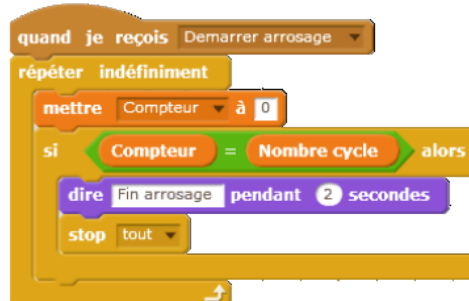 quand je reçois Demarrer arrosage
répéter indéfiniment
mettre Compteur à 0
si Compteur = Nombre cycle alors
dire Fin arrosage pendant 2 secondes
stop tout